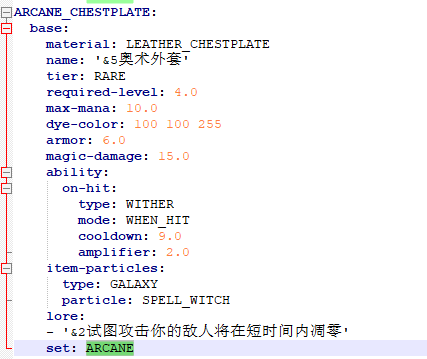 ARCANE_CHESTPLATE:
base:
material: LEATHER_CHESTPLATE
name: '&5奥术外套'
tier: RARE
required-level: 4.0
max-mana: 10.0
dye-color: 100 100 255
armor: 6.0
magic-damage: 15.0
ability:
on-hit:
type: WITHER
mode: WHEN_HIT
cooldown: 9.0
amplifier: 2.0
item-particles:
type: GALAXY
particle: SPELL_WITCH
lore:
- '&2试图攻击你的敌人将在短时间内凋零'
set: ARCANE